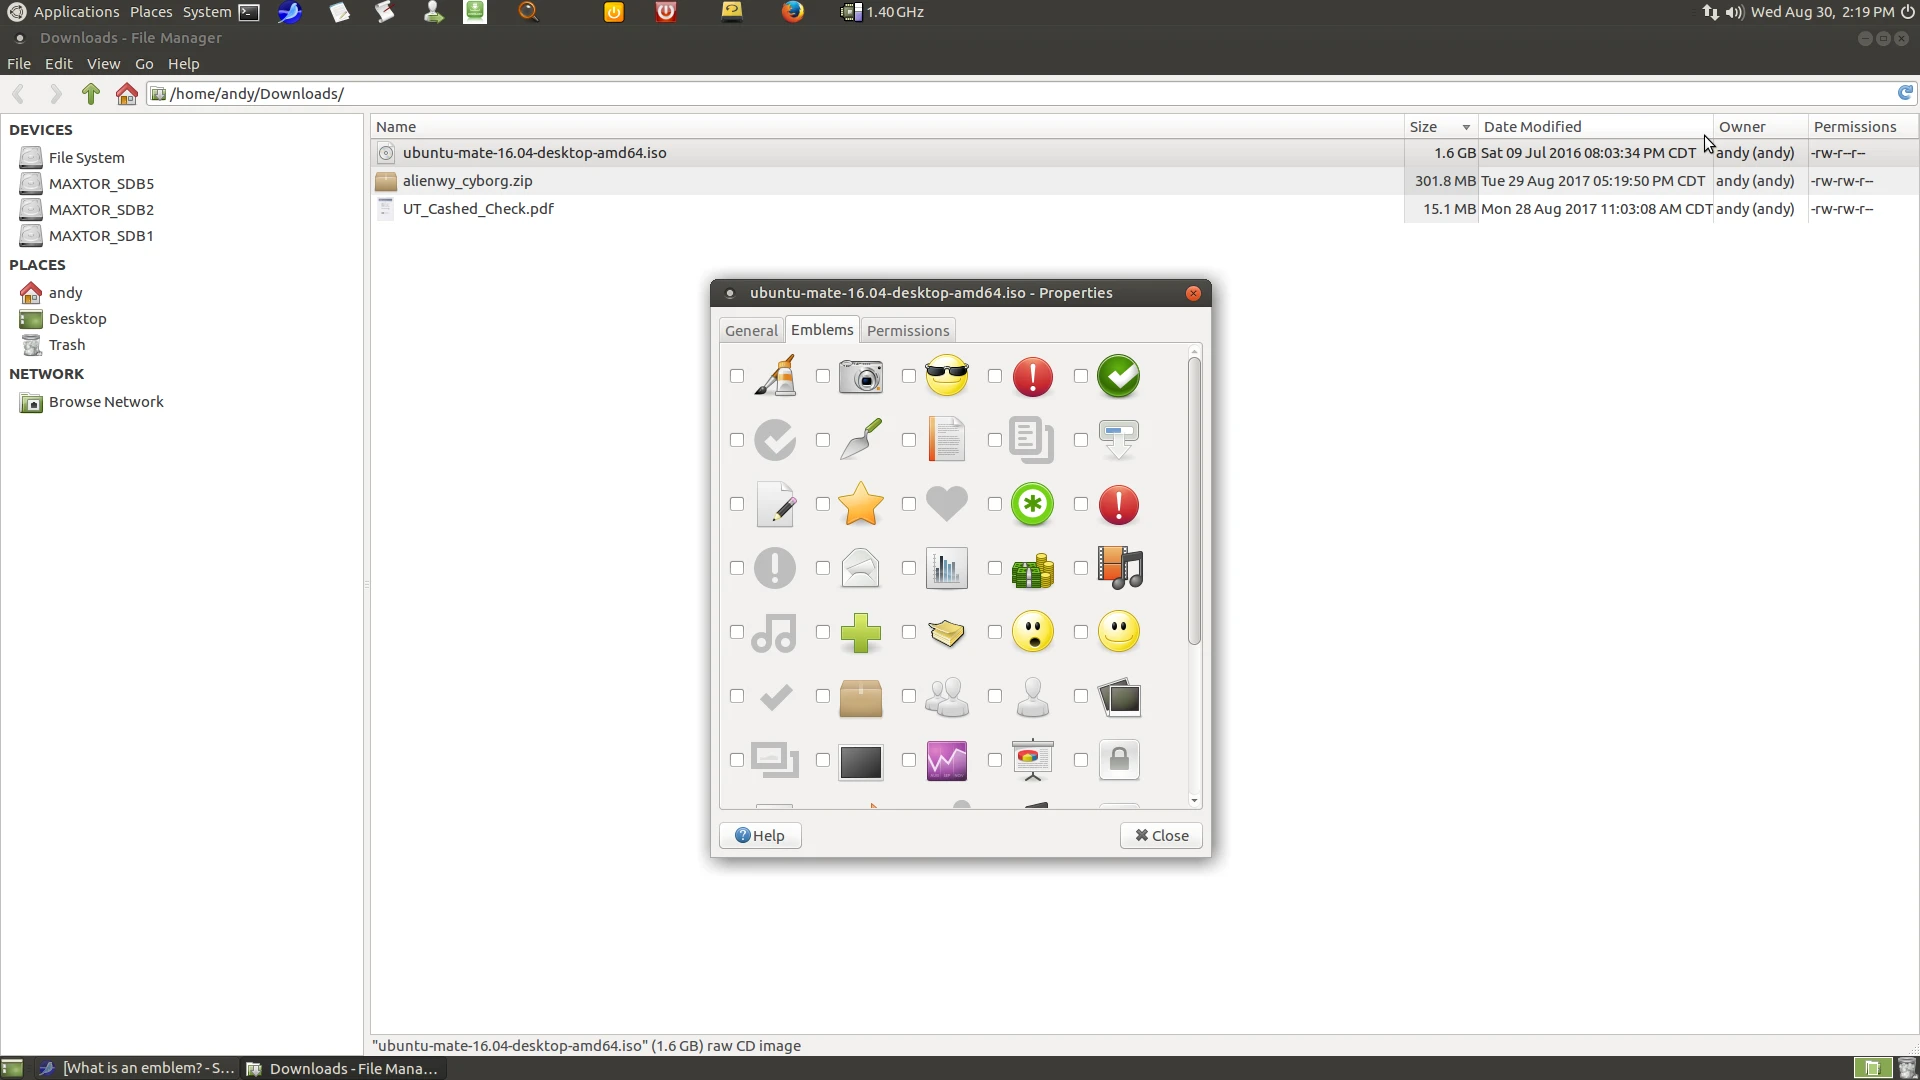 Applications Places System 1.40 GHz Wed Aug 30, 2:19 PM
Downloads - File Manager
File Edit View Go Help
/home/andy/Downloads/
DEVICES
File System
MAXTOR_SDB5
MAXTOR_SDB2
MAXTOR_SDB1
PLACES
andy
Desktop
Trash
NETWORK
Browse Network
Name Size Date Modified Owner Permissions
ubuntu-mate-16.04-desktop-amd64.iso 1.6 GB Sat 09 Jul 2016 08:03:34 PM CDT andy (andy) -rw-r--r--
alienwy_cyborg.zip 301.8 MB Tue 29 Aug 2017 05:19:50 PM CDT andy (andy) -rw-rw-r--
UT_Cashed_Check.pdf 15.1 MB Mon 28 Aug 2017 11:03:08 AM CDT andy (andy) -rw-rw-r--
ubuntu-mate-16.04-desktop-amd64.iso - Properties
General Emblems Permissions
Help Close
"ubuntu-mate-16.04-desktop-amd64.iso" (1.6 GB) raw CD image
[What is an emblem? - S... Downloads - File Mana...